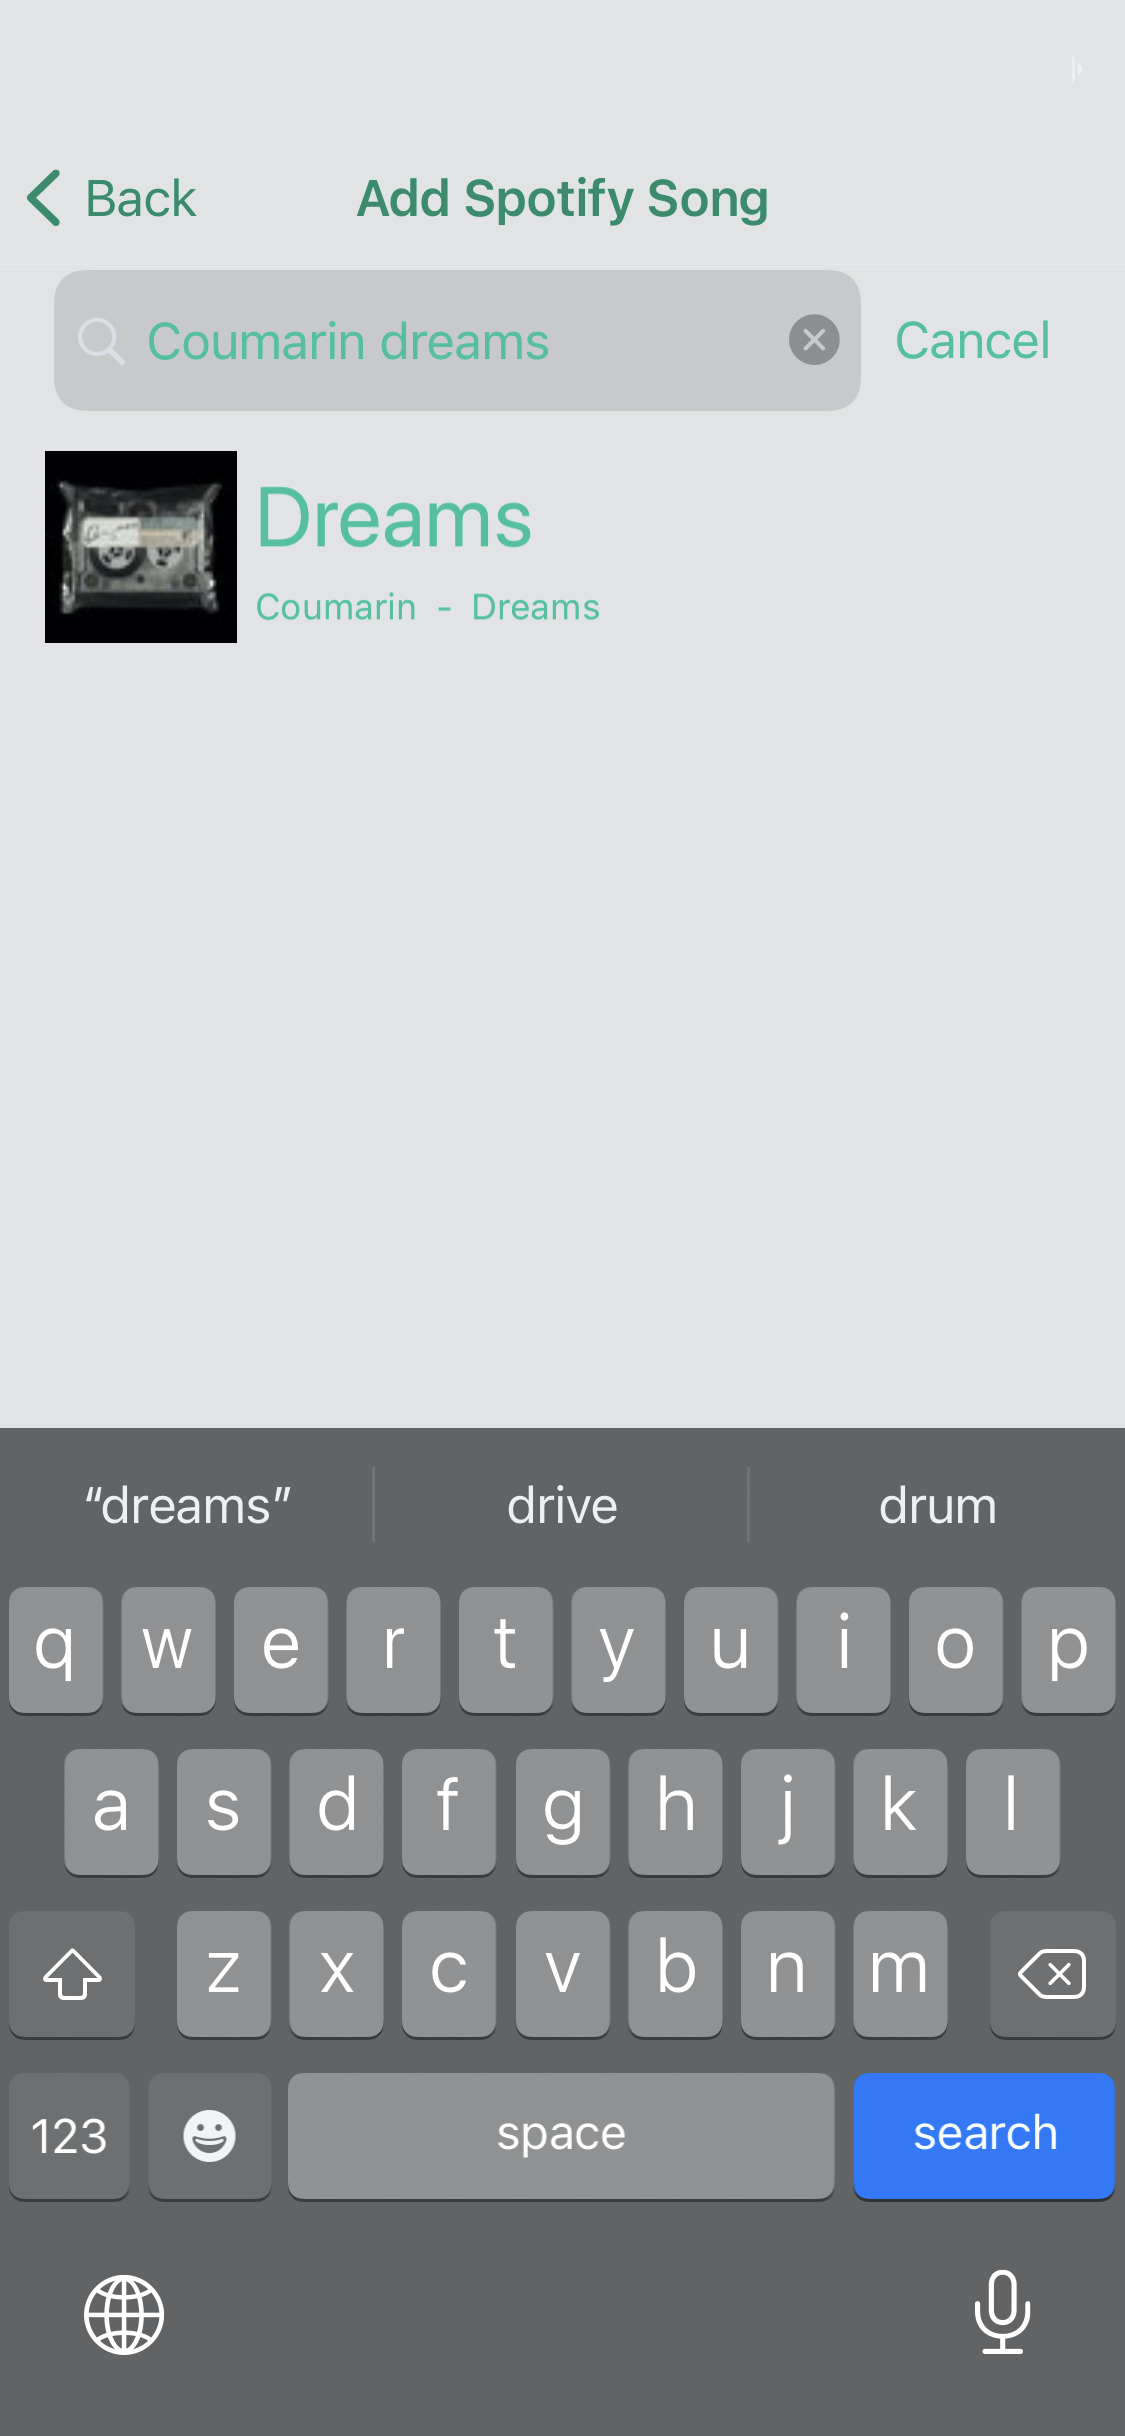 Back
Add Spotify Song
Coumarin dreams
Cancel
Dreams
Coumarin - Dreams
“dreams”
drive
drum
q w e r t y u i o p
a s d f g h j k l
z x c v b n m
123
space
search